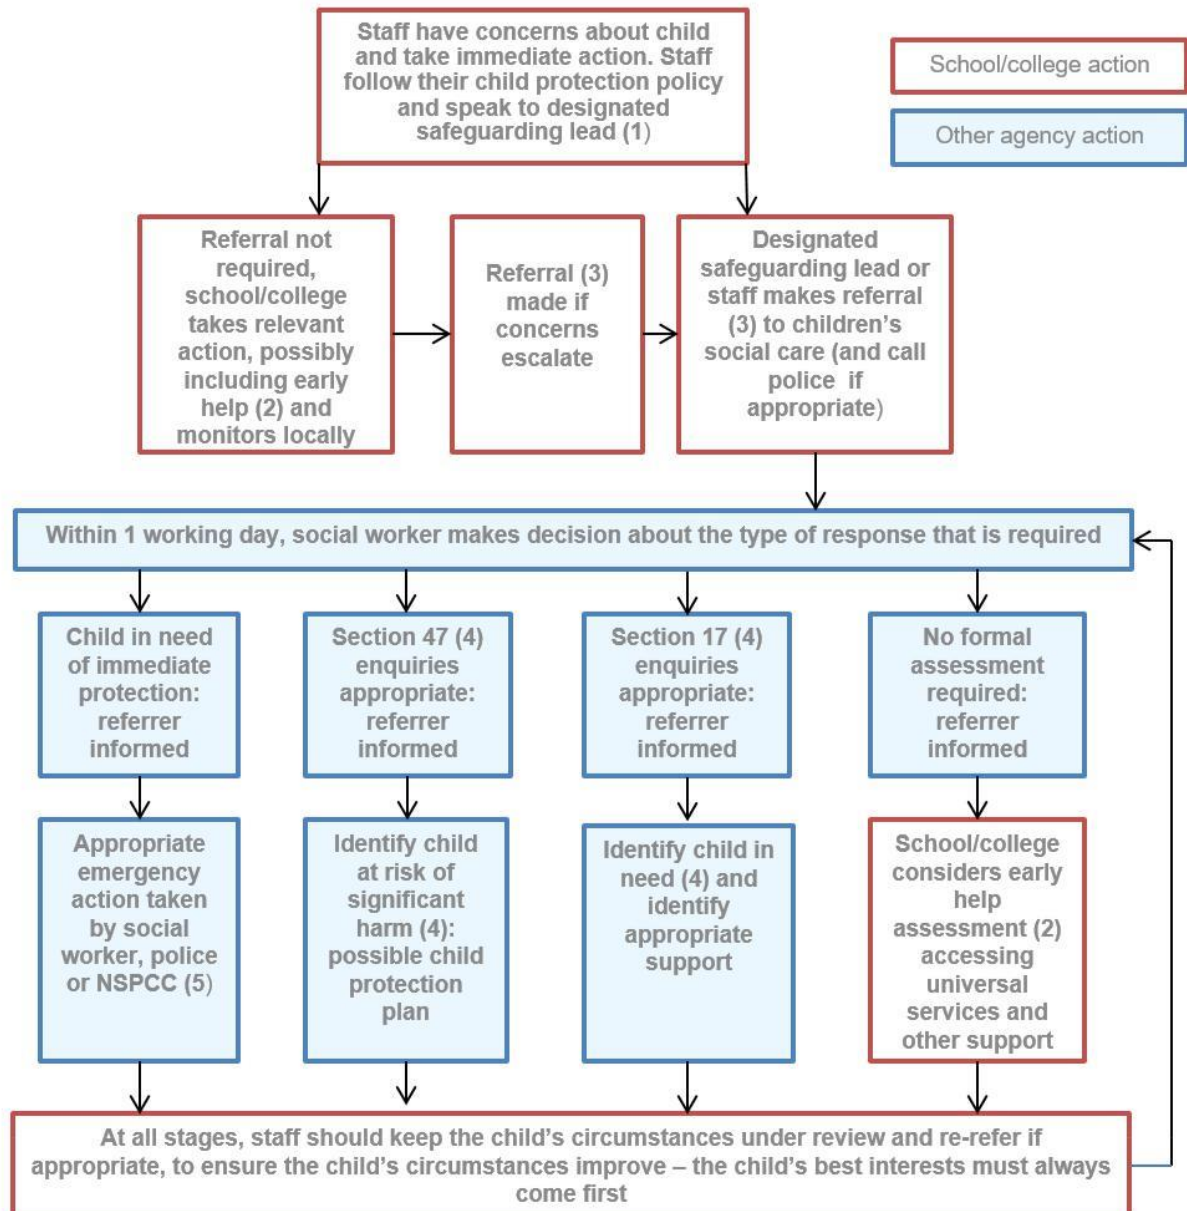 Staff have concerns about child
and take immediate action. Staff
follow their child protection policy
and speak to designated
safeguarding lead (1)
School/college action
Other agency action
Referral not
required,
school/college
takes relevant
action, possibly
including early
help (2) and
monitors locally
Referral (3)
made if
concerns
escalate
Designated
safeguarding lead or
staff makes referral
(3) to children’s
social care (and call
police if
appropriate)
Within 1 working day, social worker makes decision about the type of response that is required
Child in need
of immediate
protection:
referrer
informed
Section 47 (4)
enquiries
appropriate:
referrer
informed
Section 17 (4)
enquiries
appropriate:
referrer
informed
No formal
assessment
required:
referrer
informed
Appropriate
emergency
action taken
by social
worker, police
or NSPCC (5)
Identify child
at risk of
significant
harm (4):
possible child
protection
plan
Identify child in
need (4) and
identify
appropriate
support
School/college
considers early
help
assessment (2)
accessing
universal
services and
other support
At all stages, staff should keep the child’s circumstances under review and re-refer if
appropriate, to ensure the child’s circumstances improve – the child’s best interests must always
come first